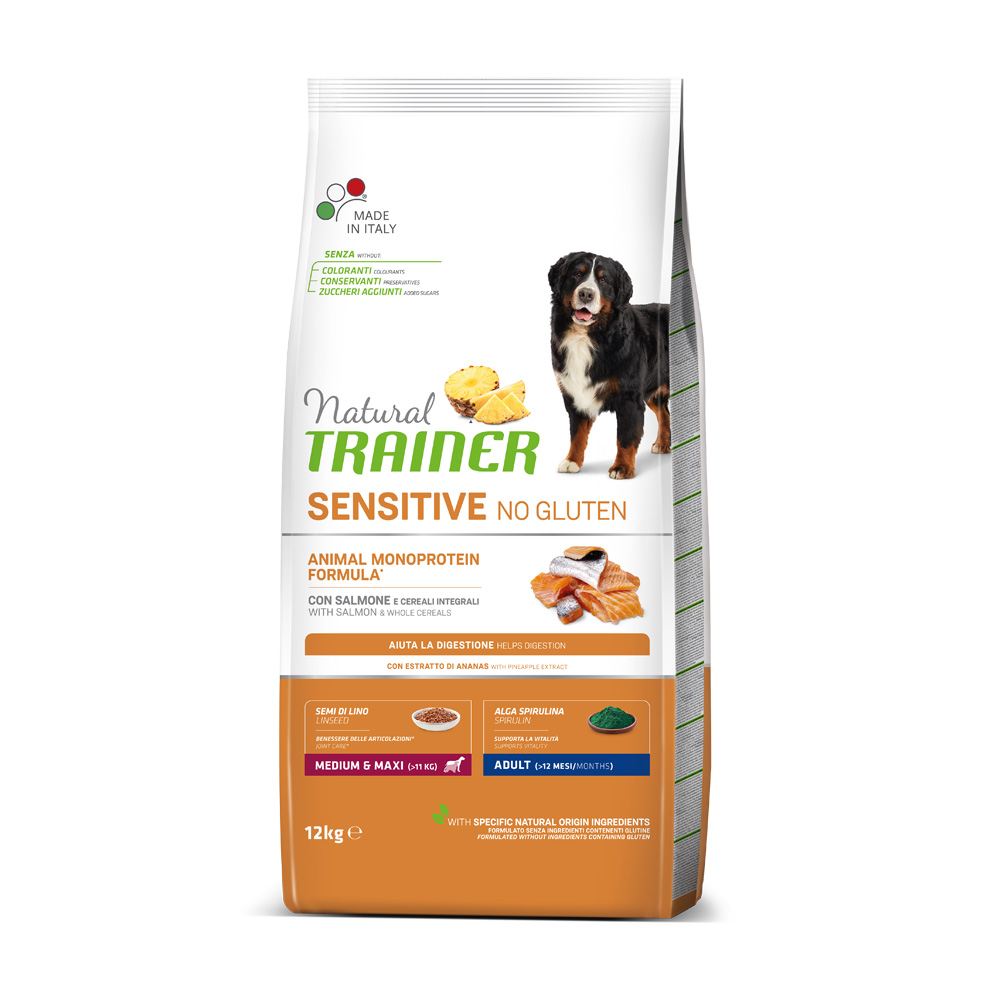 MADE
IN ITALY
®
SENZA WITHOUT:
COLORANTI COLOURANTS
CONSERVANTI PRESERVATIVES
ZUCCHERI AGGIUNTI ADDED SUGARS
Natural
TRAINER
SENSITIVE NO GLUTEN
ANIMAL MONOPROTEIN
FORMULA*
CON SALMONE E CEREALI INTEGRALI
WITH SALMON & WHOLE CEREALS
AIUTA LA DIGESTIONE HELPS DIGESTION
CON ESTRATTO DI ANANAS WITH PINEAPPLE EXTRACT
SEMI DI LINO
LINSEED
BENESSERE DELLE ARTICOLAZIONI*
JOINT CARE*
MEDIUM & MAXI (>11 KG)
ALGA SPIRULINA
SPIRULIN
SUPPORTA LA VITALITÀ
SUPPORTS VITALITY
ADULT (>12 MESI/MONTHS)
WITH SPECIFIC NATURAL ORIGIN INGREDIENTS
FORMULATO SENZA INGREDIENTI CONTENENTI GLUTINE
FORMULATED WITHOUT INGREDIENTS CONTAINING GLUTEN
12kg ℮